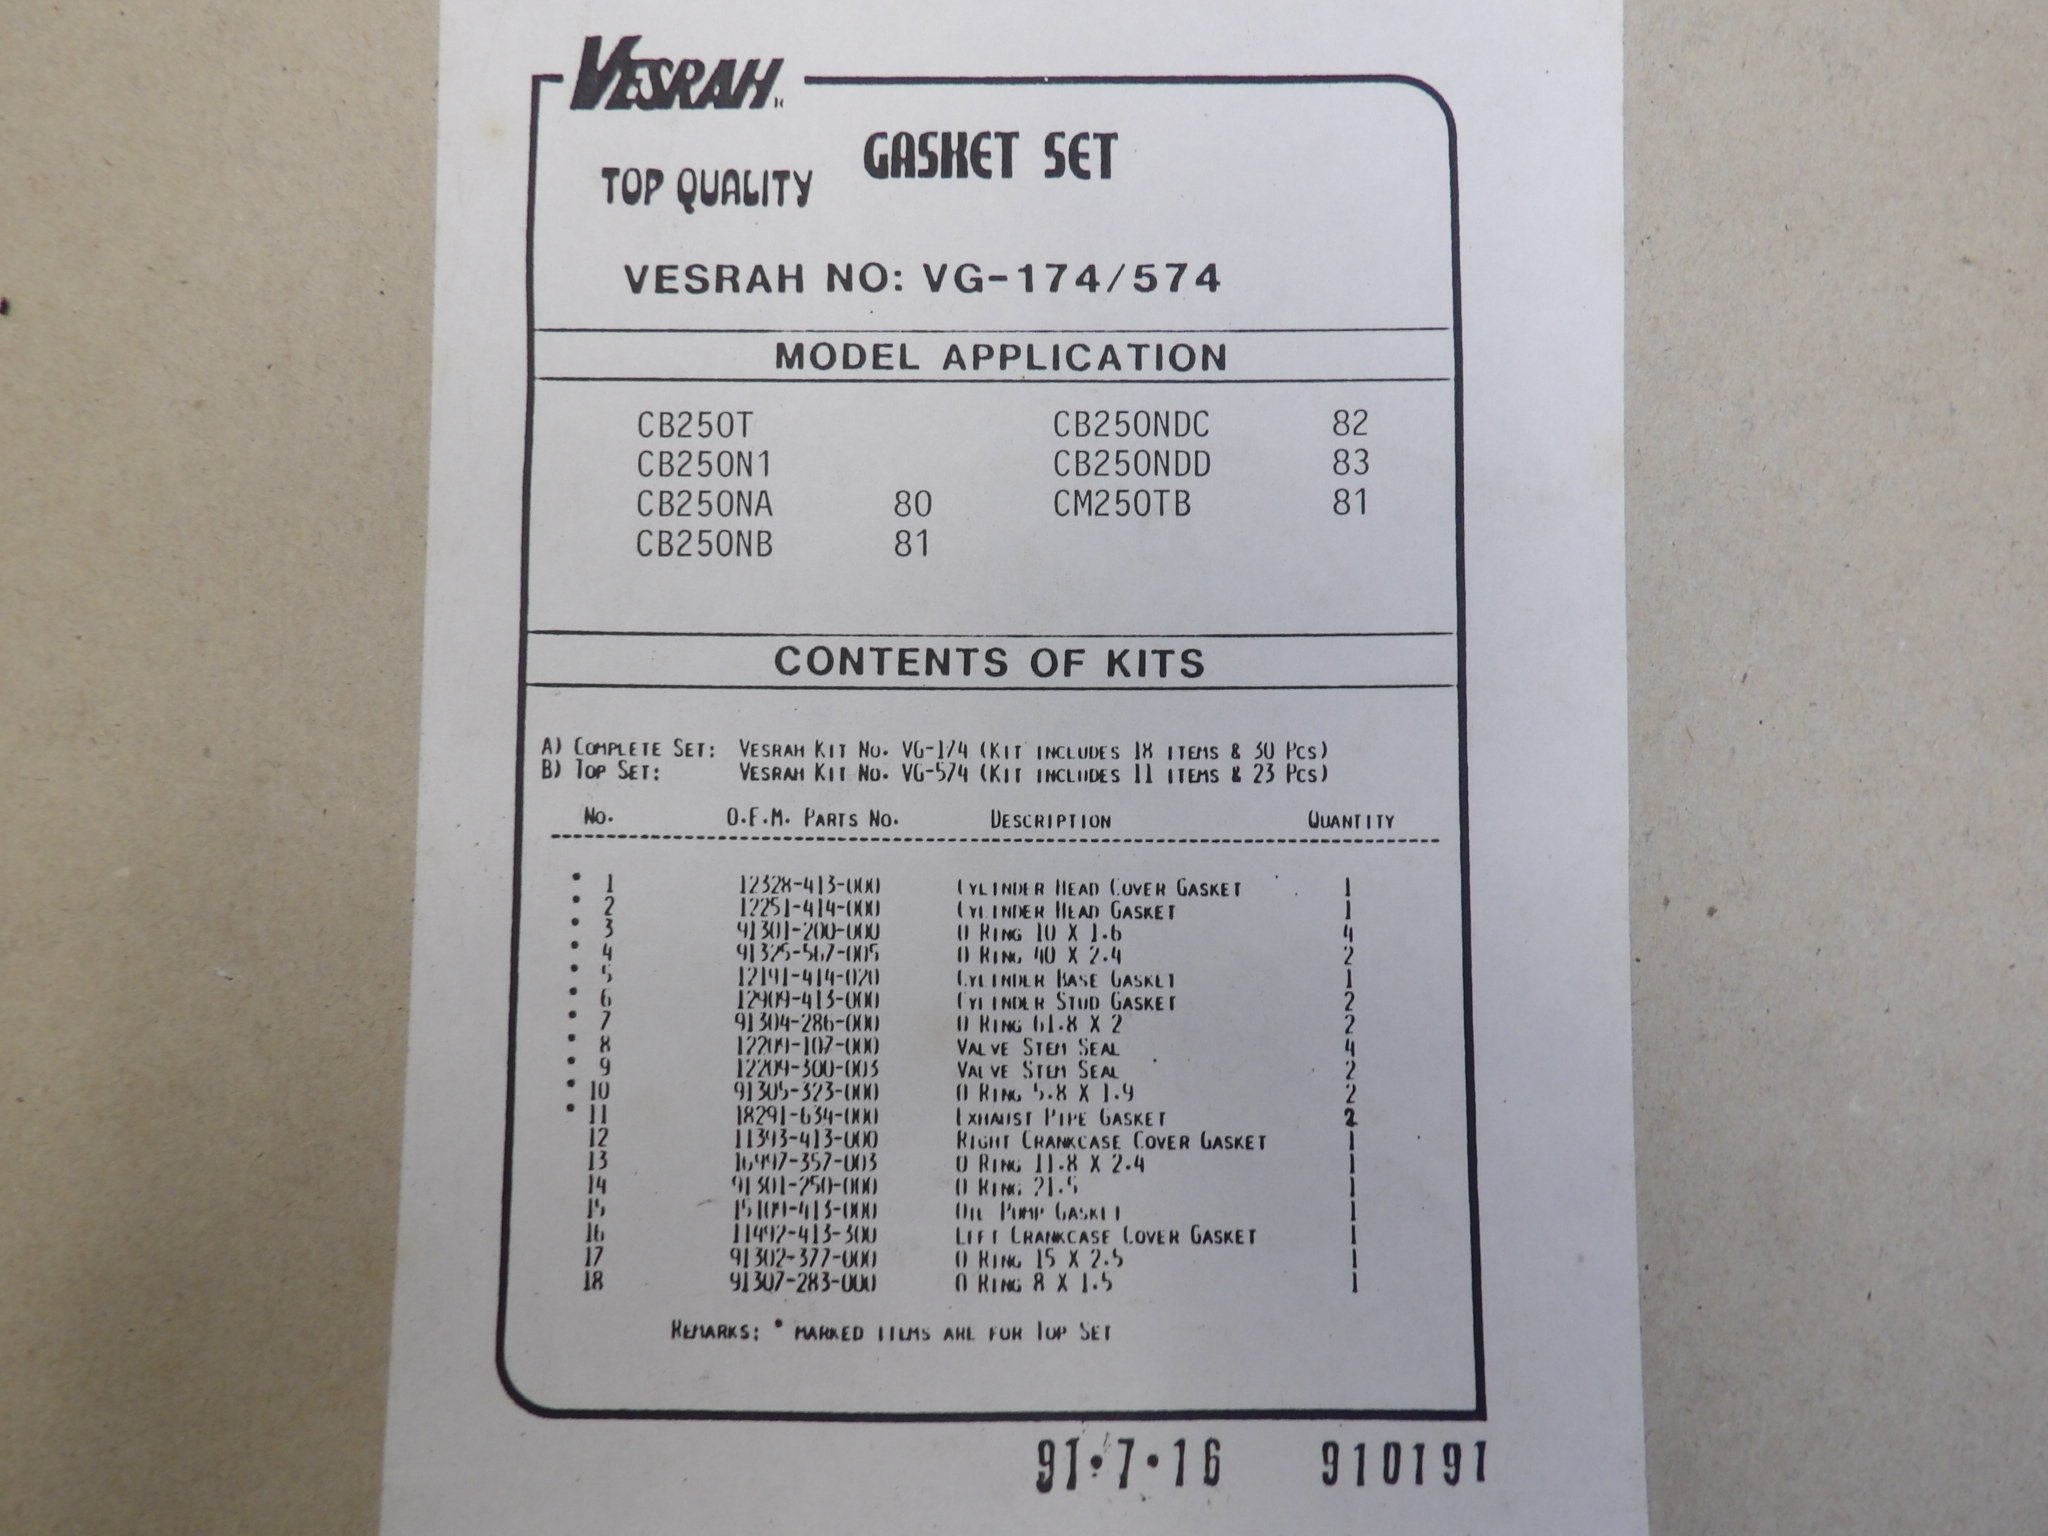 VESRAH
GASKET SET
TOP QUALITY
VESRAH NO: VG-174/574
MODEL APPLICATION
CB250T CB250NDC 82
CB250N1 CB250NDD 83
CB250NA 80 CM250TB 81
CB250NB 81
CONTENTS OF KITS
A) COMPLETE SET: VESRAH KIT NO. VG-174 (KIT INCLUDES 18 ITEMS & 30 PCS)
B) TOP SET: VESRAH KIT NO. VG-574 (KIT INCLUDES 11 ITEMS & 23 PCS)
NO. O.E.M. PARTS NO. DESCRIPTION QUANTITY
• 1 12328-413-000 CYLINDER HEAD COVER GASKET 1
• 2 12251-414-000 CYLINDER HEAD GASKET 1
• 3 91301-200-000 O RING 10 X 1.6 4
• 4 91325-567-005 O RING 40 X 2.4 2
• 5 12191-414-020 CYLINDER BASE GASKET 1
• 6 12909-413-000 CYLINDER STUD GASKET 2
• 7 91304-286-000 O RING 61.8 X 2 2
• 8 12209-107-000 VALVE STEM SEAL 4
• 9 12209-300-003 VALVE STEM SEAL 2
• 10 91305-323-000 O RING 5.8 X 1.9 2
• 11 18291-634-000 EXHAUST PIPE GASKET 2
12 11393-413-000 RIGHT CRANKCASE COVER GASKET 1
13 16997-357-003 O RING 11.8 X 2.4 1
14 91301-250-000 O RING 21.5 1
15 15109-413-000 OIL PUMP GASKET 1
16 11492-413-300 LEFT CRANKCASE COVER GASKET 1
17 91302-377-000 O RING 15 X 2.5 1
18 91307-283-000 O RING 8 X 1.5 1
REMARKS: • MARKED ITEMS ARE FOR TOP SET
91•7•16 910191